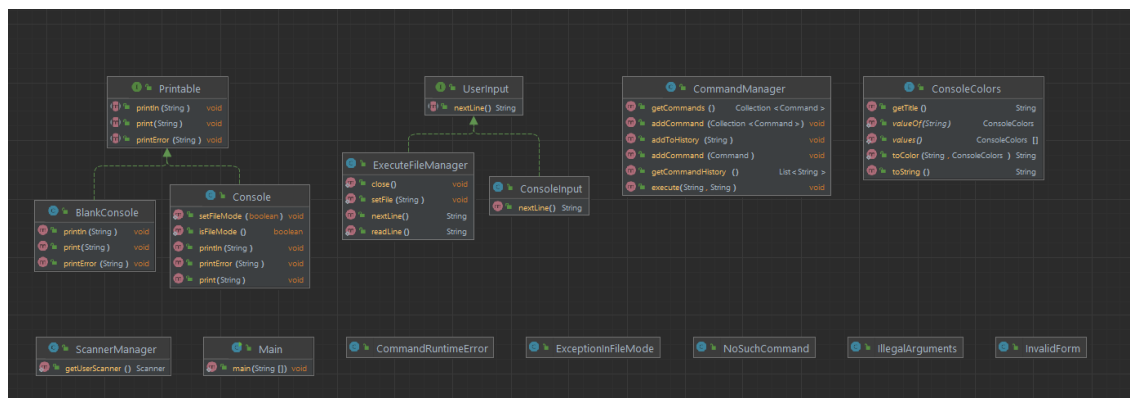 Printable
println (String) void
print (String) void
printError (String) void
UserInput
nextLine() String
CommandManager
getCommands () Collection <Command>
addCommand (Collection <Command>) void
addToHistory (String) void
addCommand (Command) void
getCommandHistory () List<String>
execute(String, String) void
ConsoleColors
getTitle () String
valueOf(String) ConsoleColors
values() ConsoleColors []
toColor (String, ConsoleColors) String
toString () String
BlankConsole
println (String) void
print (String) void
printError (String) void
Console
setFileMode (boolean) void
isFileMode () boolean
println (String) void
printError (String) void
print (String) void
ExecuteFileManager
close() void
setFile (String) void
nextLine() String
readLine() String
ConsoleInput
nextLine() String
ScannerManager
getUserScanner () Scanner
Main
main(String []) void
CommandRuntimeError
ExceptionInFileMode
NoSuchCommand
IllegalArguments
InvalidForm